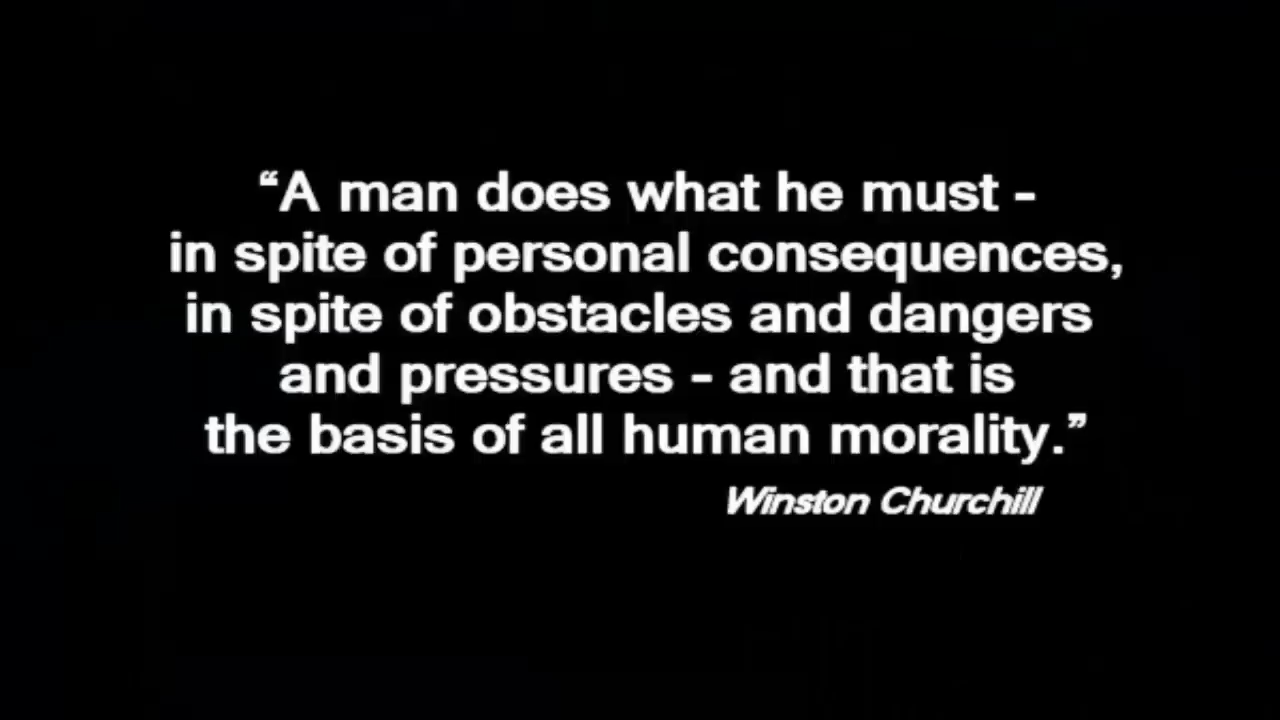 “A man does what he must -
in spite of personal consequences,
in spite of obstacles and dangers
and pressures - and that is
the basis of all human morality.”
Winston Churchill